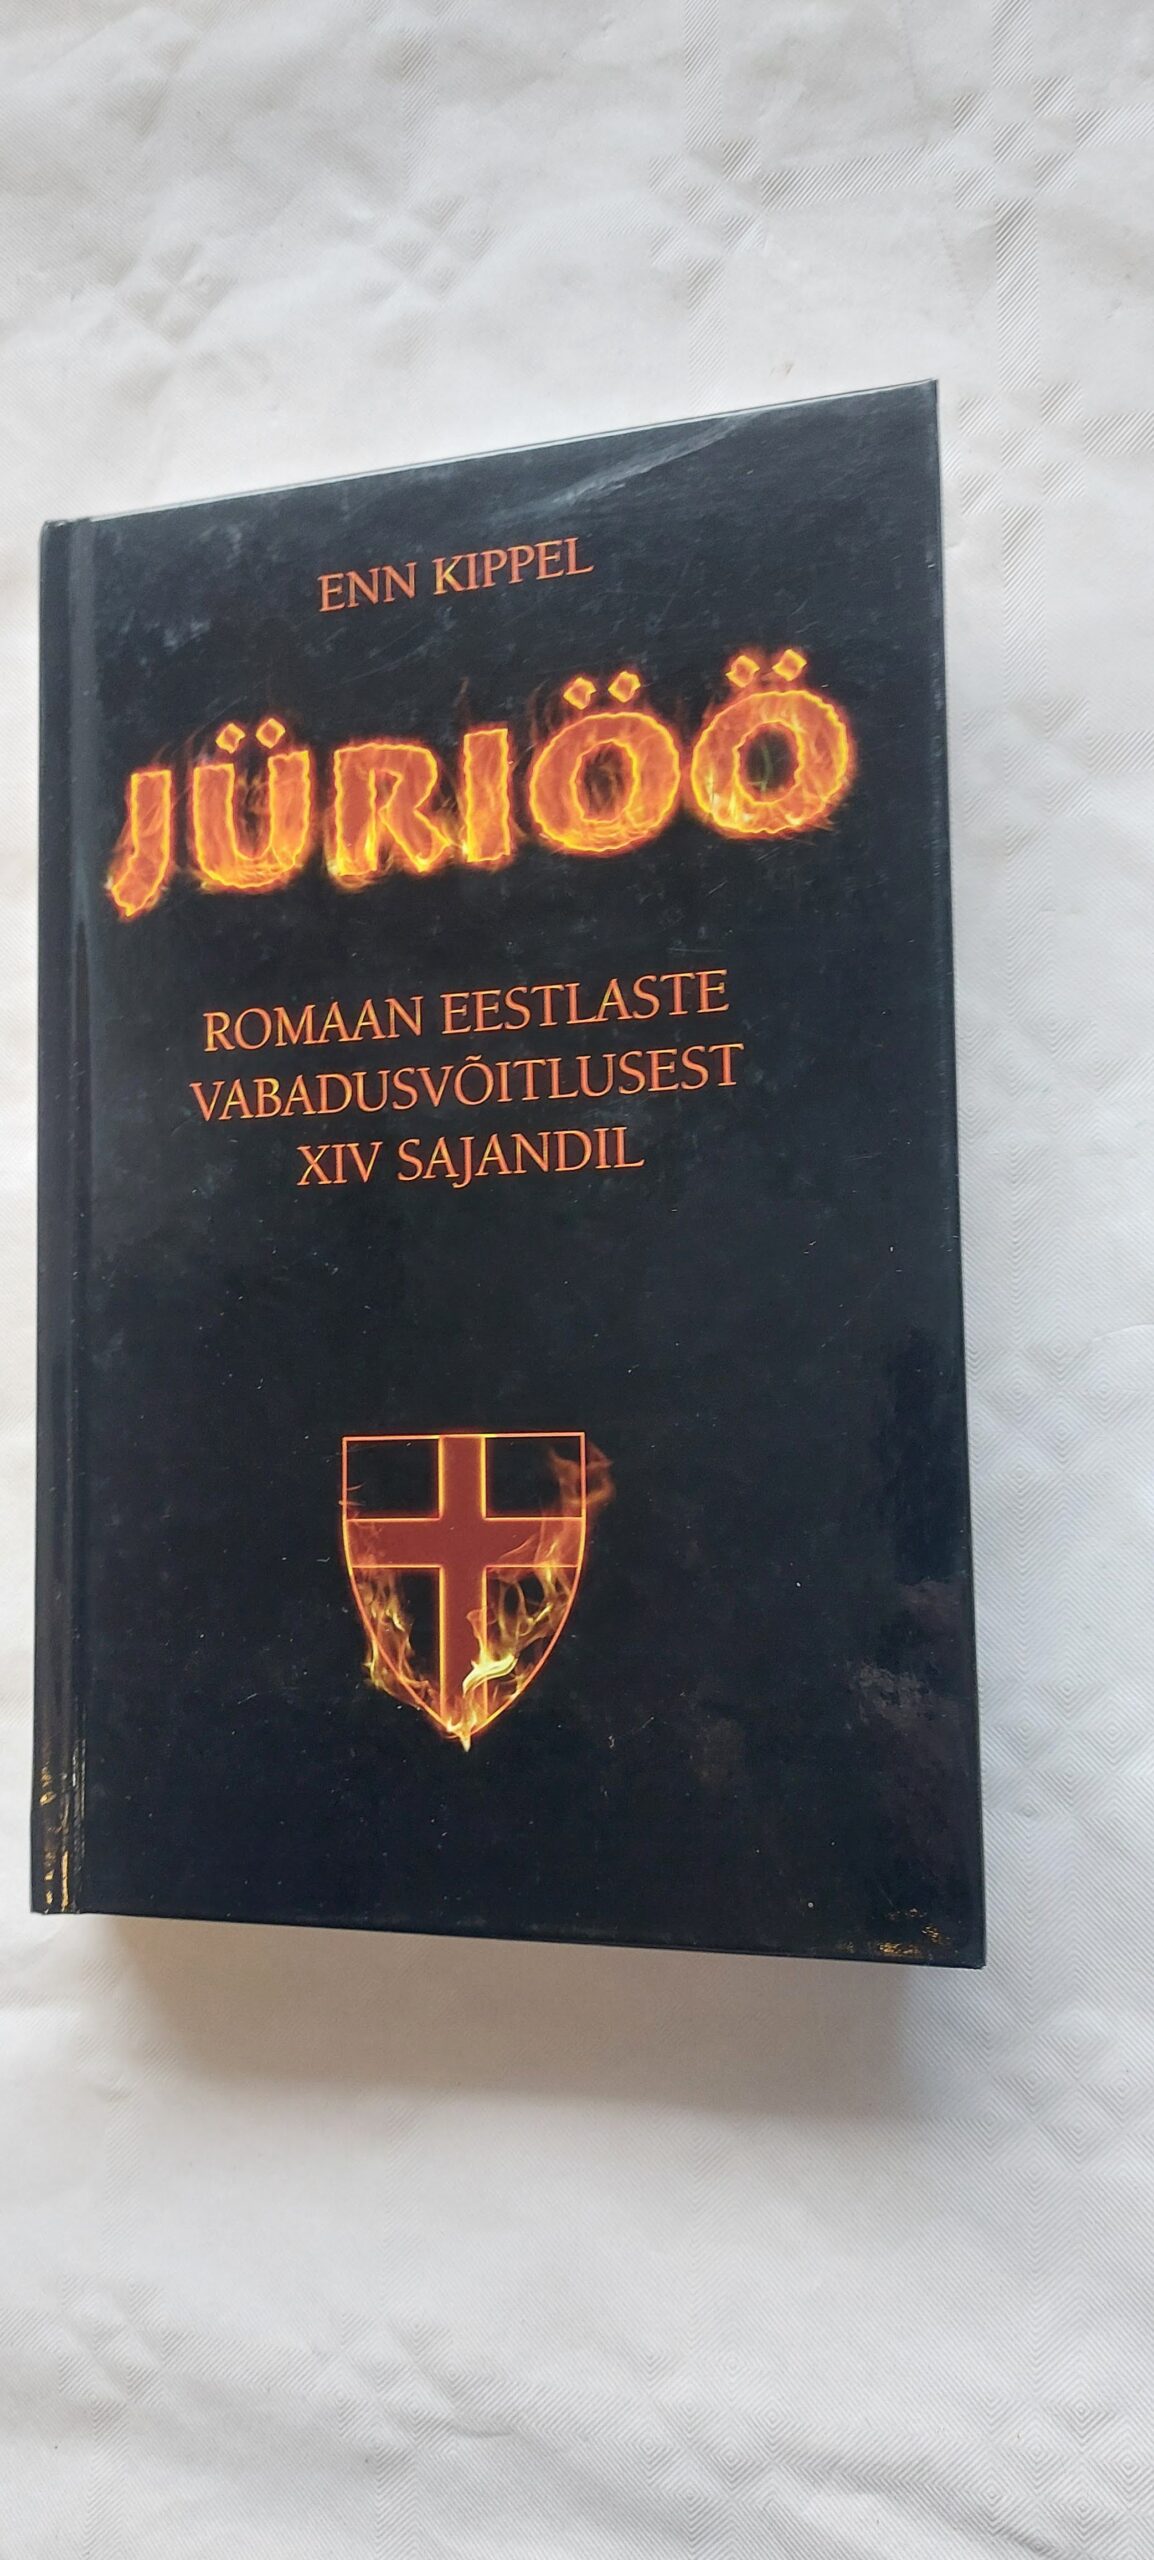 ENN KIPPEL
JÜRIÖÖ
ROMAAN EESTLASTE
VABADUSVÕITLUSEST
XIV SAJANDIL